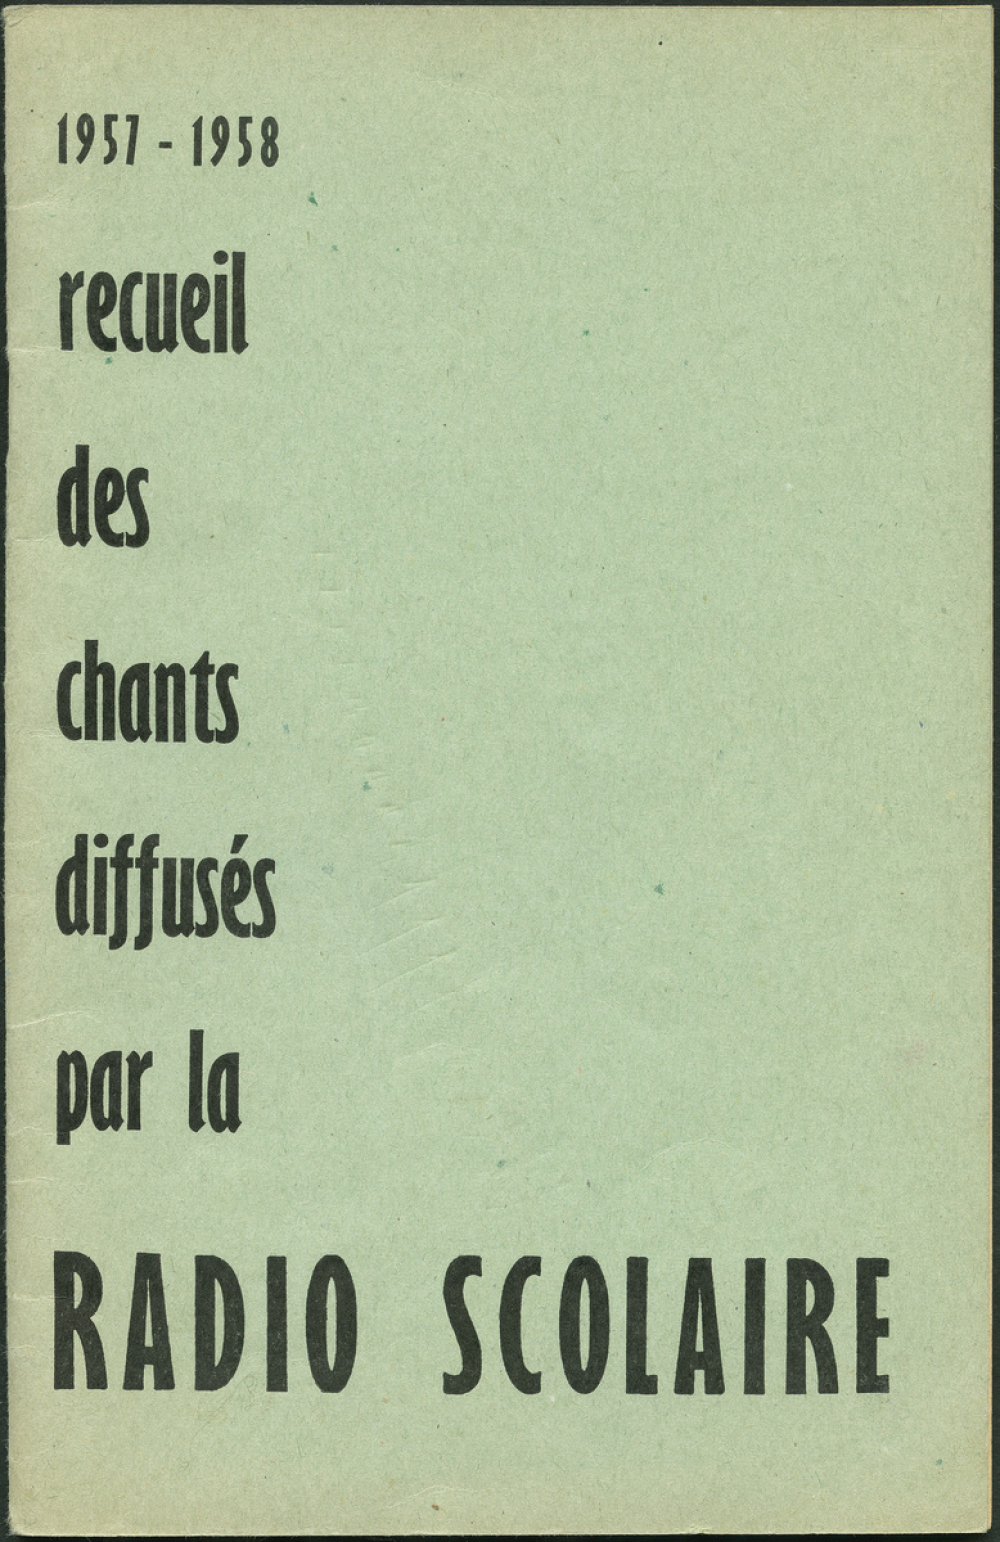 1957 - 1958
recueil
des
chants
diffusés
par la
RADIO SCOLAIRE